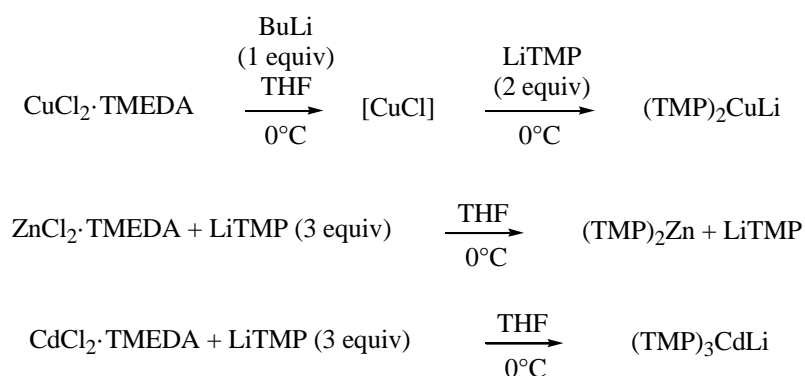 BuLi
(1 equiv)
THF
LiTMP
(2 equiv)
CuCl₂·TMEDA
[CuCl]
(TMP)₂CuLi
0°C
0°C
THF
ZnCl₂·TMEDA + LiTMP (3 equiv)
(TMP)₂Zn + LiTMP
0°C
THF
CdCl₂·TMEDA + LiTMP (3 equiv)
(TMP)₃CdLi
0°C